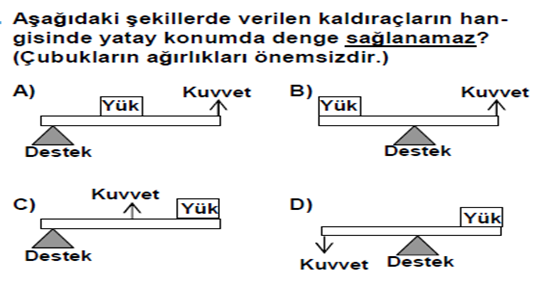 Aşağıdaki şekillerde verilen kaldıraçların han-
gisinde yatay konumda denge sağlanamaz?
(Çubukların ağırlıkları önemsizdir.)
A)
Yük
Kuvvet
Destek
B)
Yük
Kuvvet
Destek
C)
Kuvvet
Yük
Destek
D)
Yük
Kuvvet
Destek